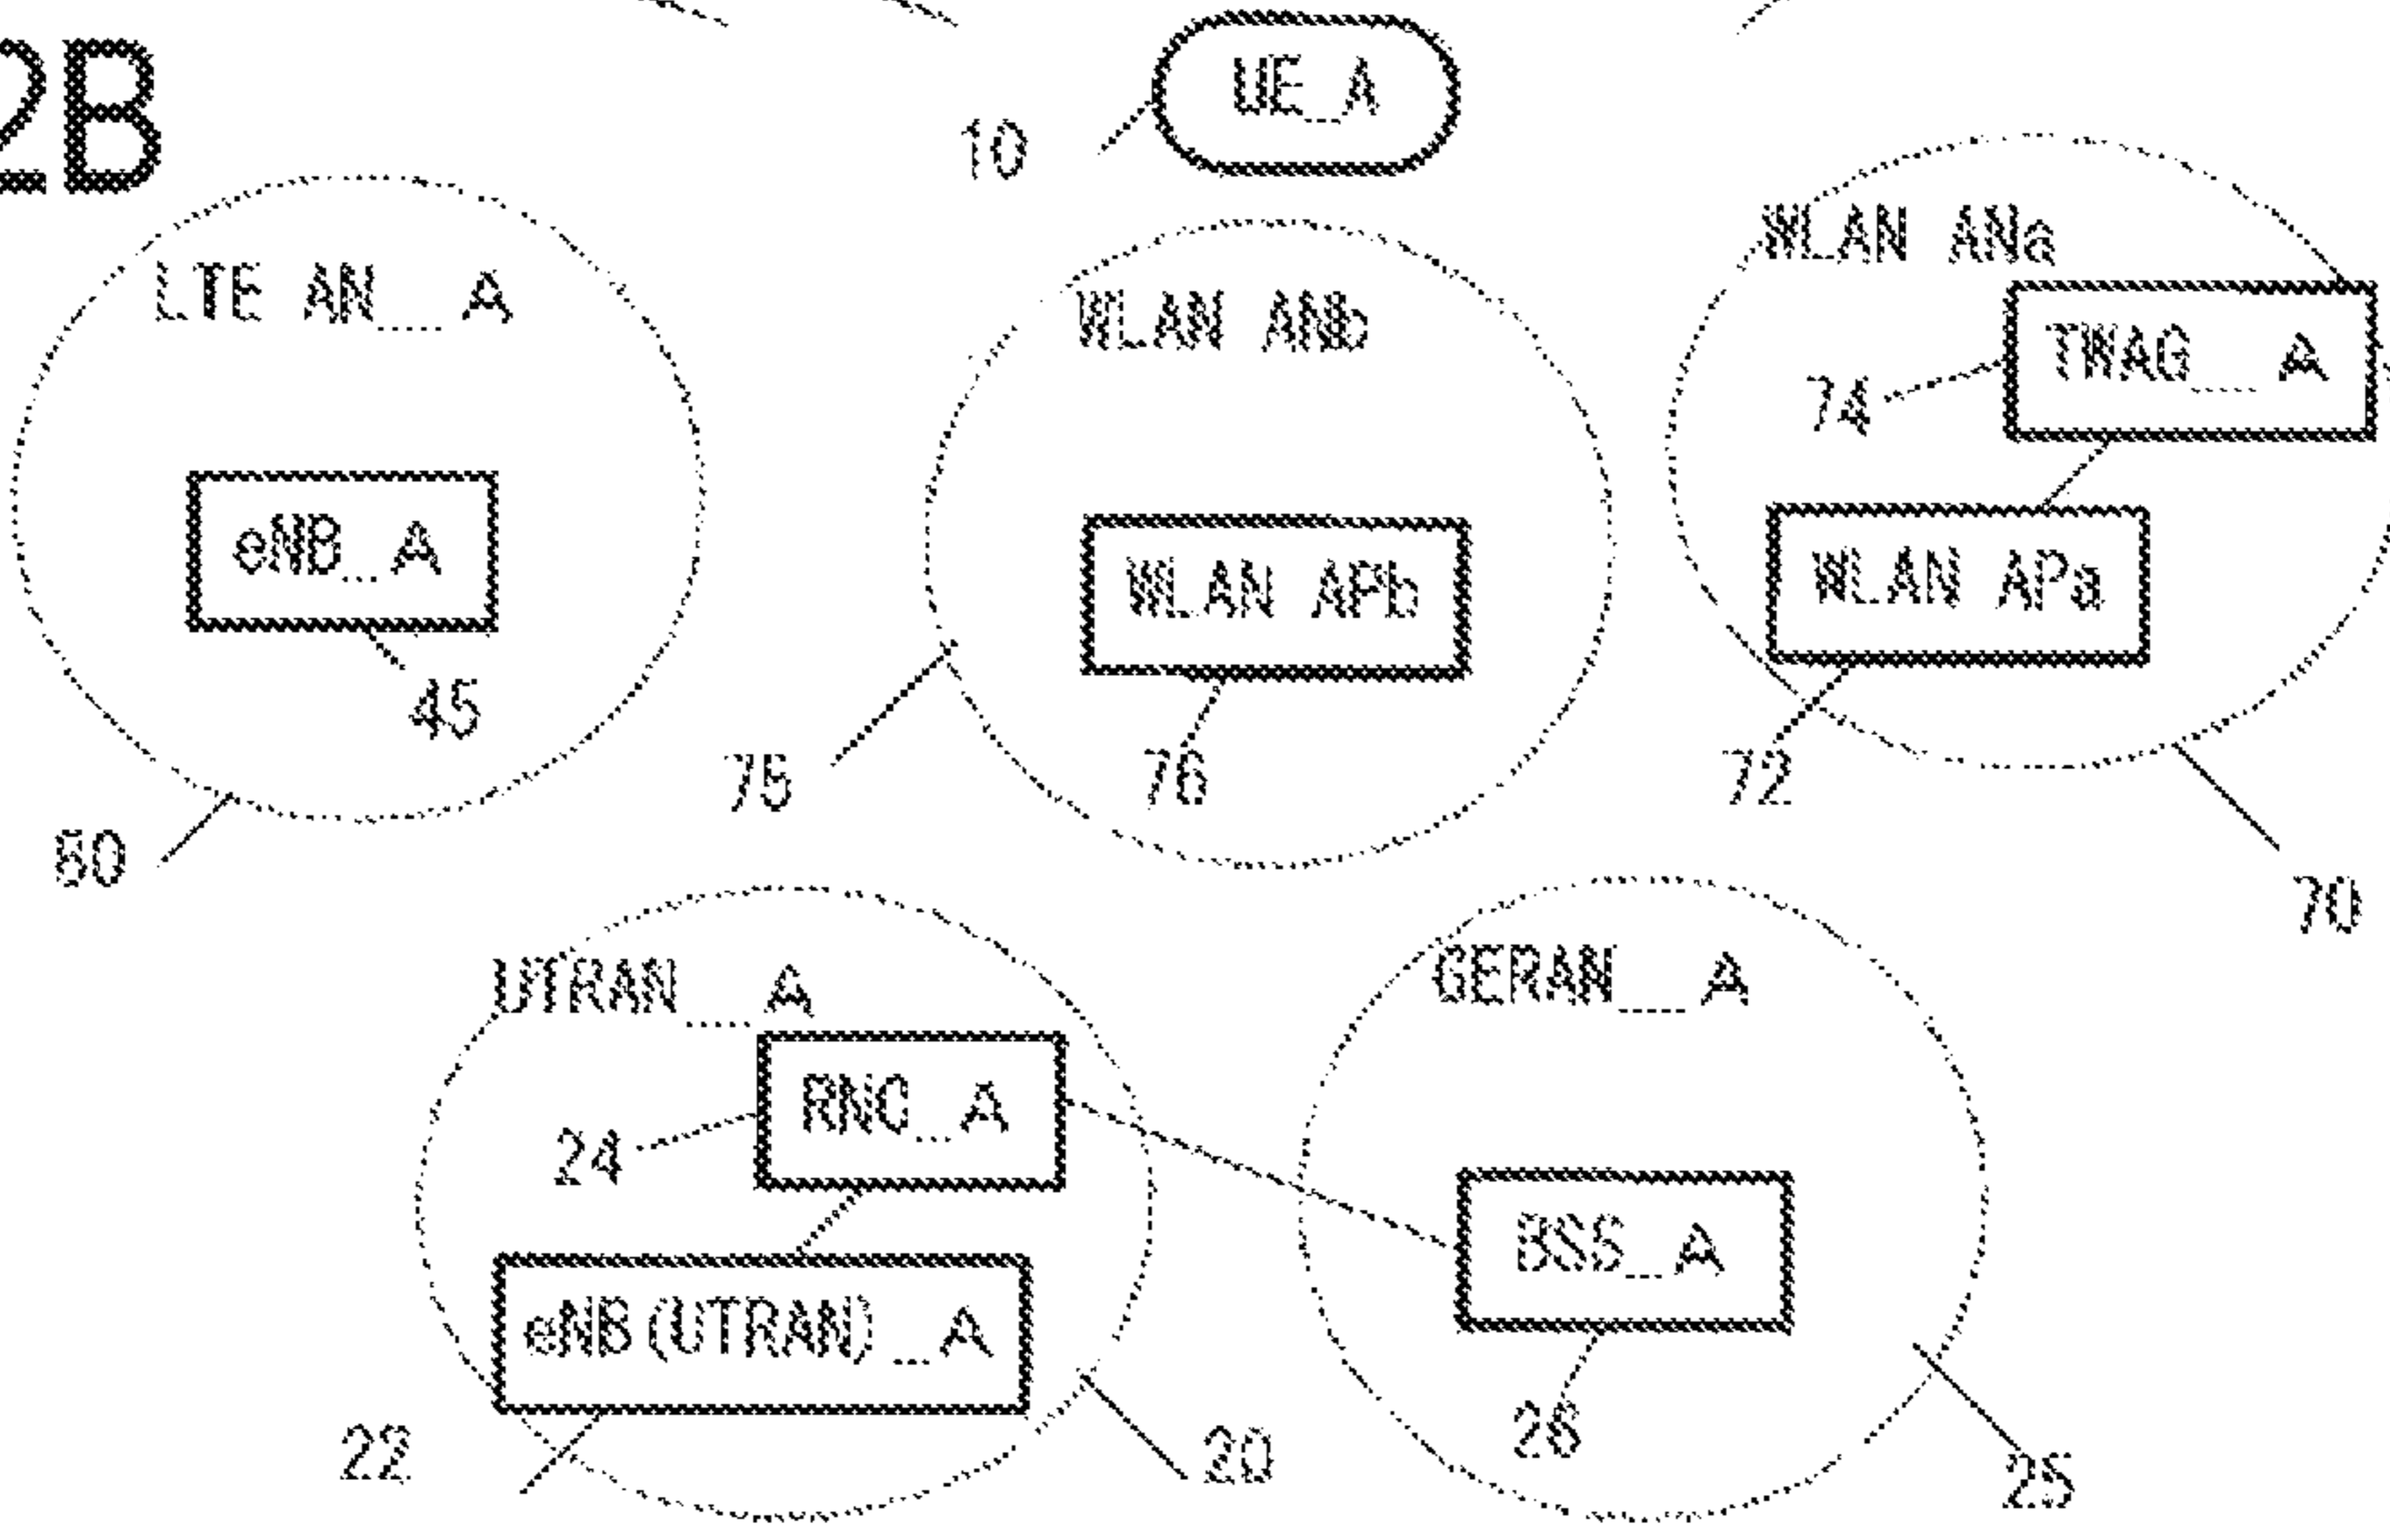 2B
UE_A
10
LTE AN_A
WLAN ANb
WLAN ANa
TWAG_A
74
eNB_A
WLAN APb
WLAN APa
45
75
76
72
70
UTRAN_A
GERAN_A
RNC_A
24
BSS_A
eNB(UTRAN)_A
22
20
26
25